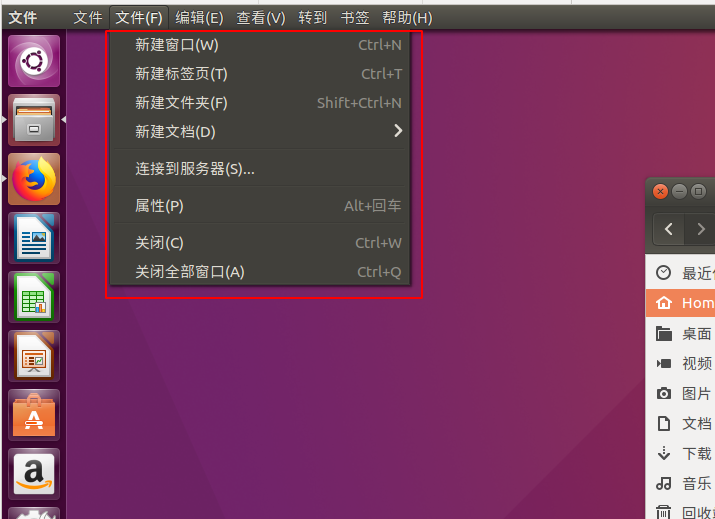 文件 文件 文件(F) 编辑(E) 查看(V) 转到 书签 帮助(H)
新建窗口(W) Ctrl+N
新建标签页(T) Ctrl+T
新建文件夹(F) Shift+Ctrl+N
新建文档(D)
连接到服务器(S)...
属性(P) Alt+回车
关闭(C) Ctrl+W
关闭全部窗口(A) Ctrl+Q
最近
Hom
桌面
视频
图片
文档
下载
音乐
回收